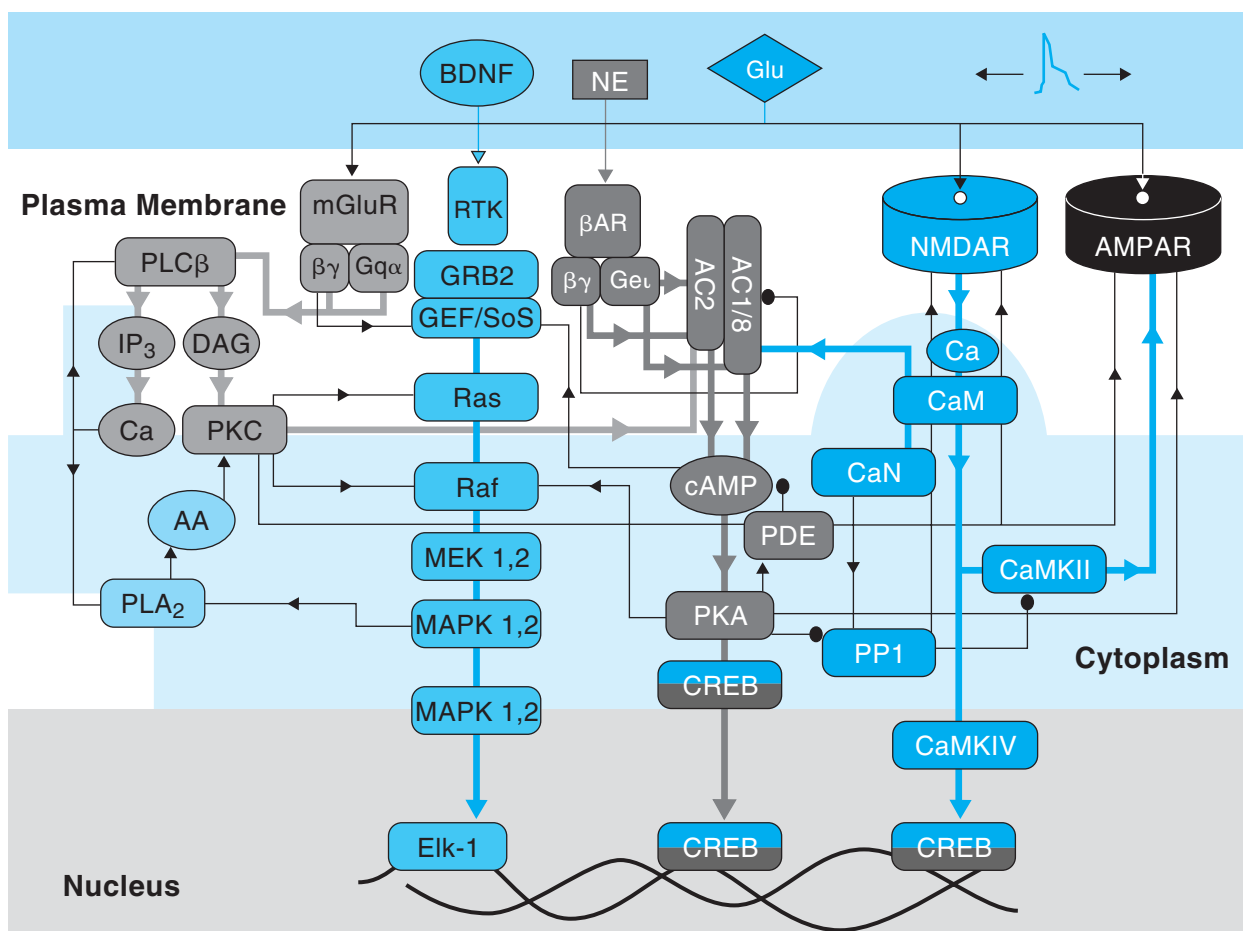 BDNF
NE
Glu
Plasma Membrane
mGluR
RTK
βγ
Gqα
βAR
βγ
Geι
AC2
AC1/8
NMDAR
AMPAR
PLCβ
GRB2
GEF/SoS
IP3
DAG
Ca
CaM
Ras
Ca
PKC
CaN
cAMP
Raf
AA
PDE
MEK 1,2
CaMKII
PLA2
MAPK 1,2
PKA
PP1
Cytoplasm
CREB
MAPK 1,2
CaMKIV
Elk-1
CREB
CREB
Nucleus